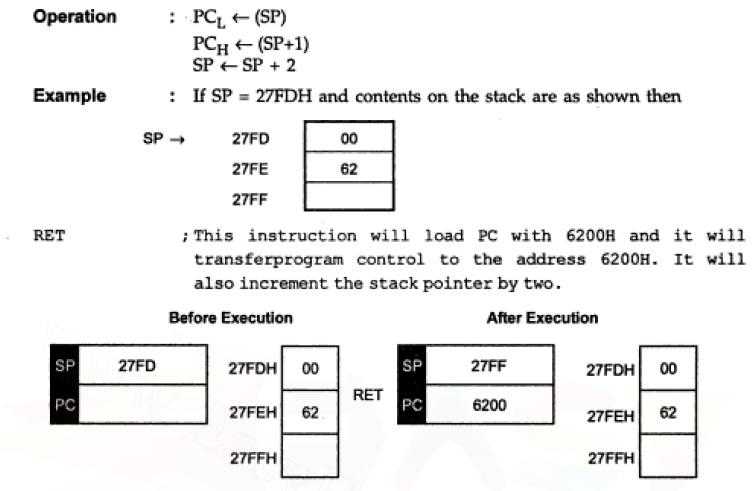 Operation : PC_L ← (SP)
PC_H ← (SP+1)
SP ← SP + 2
Example : If SP = 27FDH and contents on the stack are as shown then
SP → 27FD 00
27FE 62
27FF
RET ; This instruction will load PC with 6200H and it will
transferprogram control to the address 6200H. It will
also increment the stack pointer by two.
Before Execution After Execution
SP 27FD 27FDH 00 RET SP 27FF 27FDH 00
PC 27FEH 62 PC 6200 27FEH 62
27FFH 27FFH